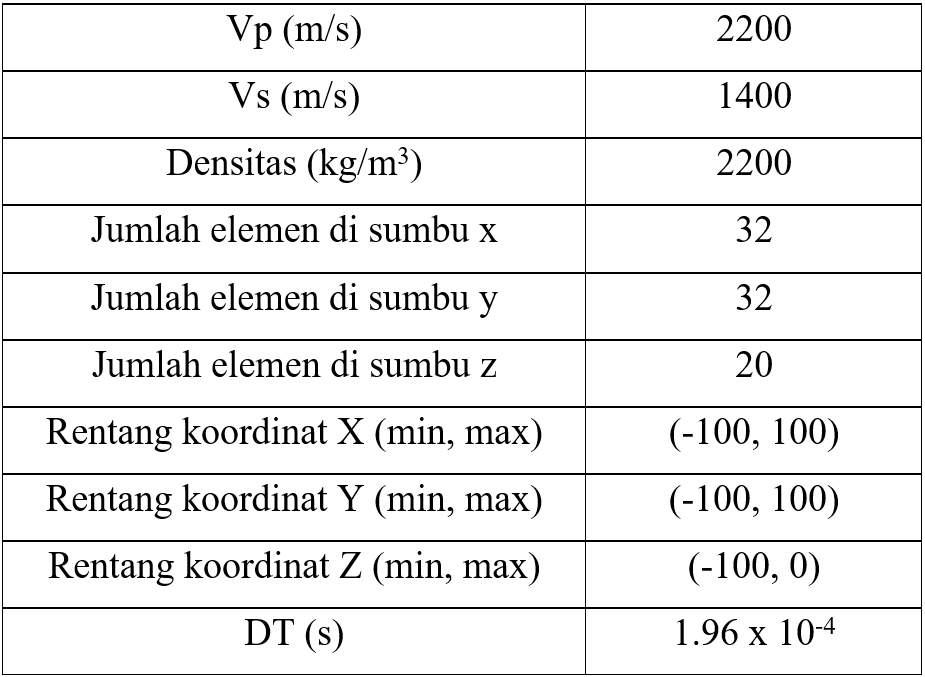 Vp (m/s) 2200
Vs (m/s) 1400
Densitas (kg/m³) 2200
Jumlah elemen di sumbu x 32
Jumlah elemen di sumbu y 32
Jumlah elemen di sumbu z 20
Rentang koordinat X (min, max) (-100, 100)
Rentang koordinat Y (min, max) (-100, 100)
Rentang koordinat Z (min, max) (-100, 0)
DT (s) 1.96 x 10⁻⁴